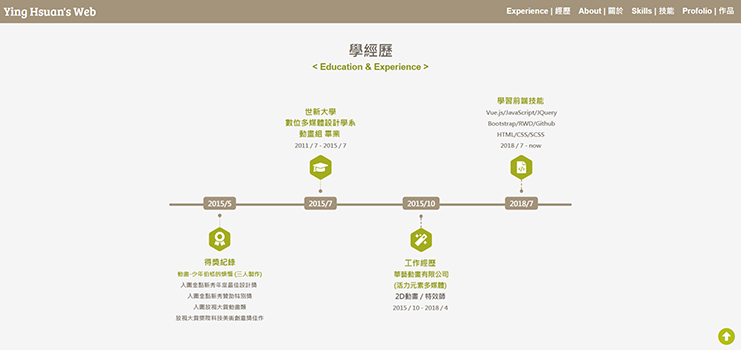 Ying Hsuan's Web
Experience | 經歷 About | 關於 Skills | 技能 Profolio | 作品
學經歷
< Education & Experience >
世新大學
數位多媒體設計學系
動畫組 畢業
2011 / 7 - 2015 / 7
學習前端技能
Vue.js/JavaScript/JQuery
Bootstrap/RWD/Github
HTML/CSS/SCSS
2018 / 7 - now
2015/5
2015/7
2015/10
2018/7
得獎紀錄
動畫-少年伯樵的煩惱 (三人製作)
入圍金點新秀年度最佳設計獎
入圍金點新秀贊助特別獎
入圍放視大賞動畫類
放視大賞際科技美術創意獎佳作
工作經歷
華藝動畫有限公司
(活力元素多媒體)
2D動畫 / 特效師
2015 / 10 - 2018 / 4